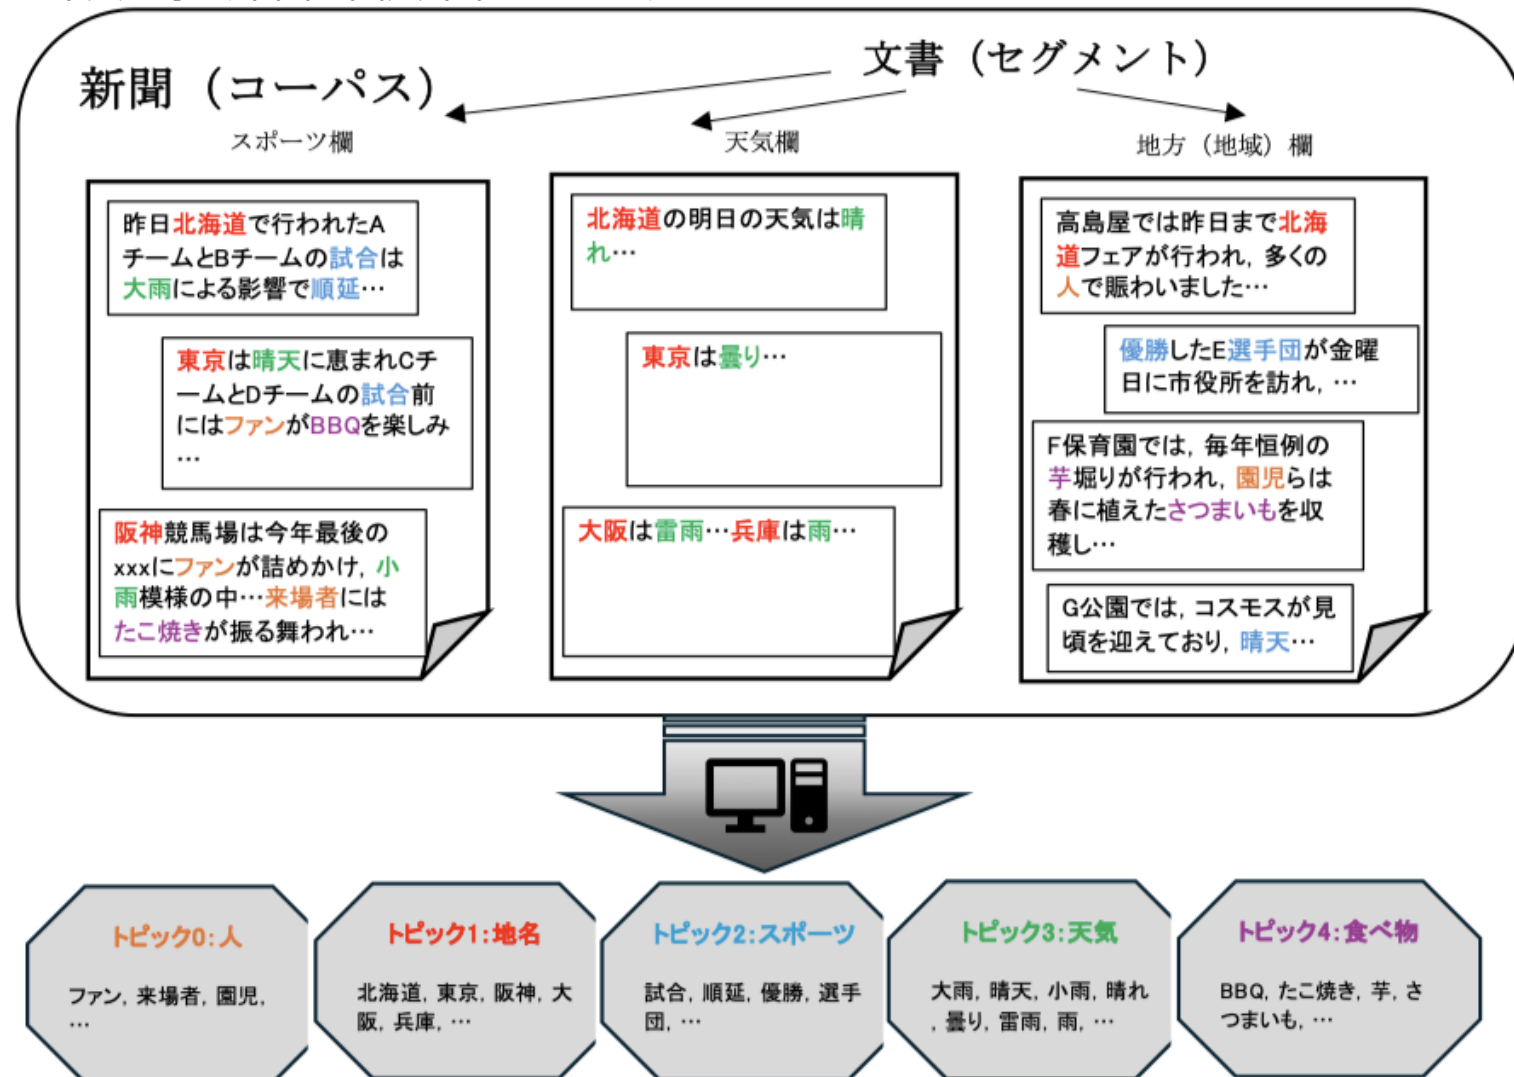 文書（セグメント）
新聞（コーパス）
スポーツ欄
昨日北海道で行われたA
チームとBチームの試合は
大雨による影響で順延…
東京は晴天に恵まれCチ
ームとDチームの試合前
にはファンがBBQを楽しみ
…
阪神競馬場は今年最後の
xxxにファンが詰めかけ，小
雨模様の中…来場者には
たこ焼きが振る舞われ…
天気欄
北海道の明日の天気は晴
れ…
東京は曇り…
大阪は雷雨…兵庫は雨…
地方（地域）欄
高島屋では昨日まで北海
道フェアが行われ，多くの
人で賑わいました…
優勝したE選手団が金曜
日に市役所を訪れ，…
F保育園では，毎年恒例の
芋堀りが行われ，園児らは
春に植えたさつまいもを収
穫し…
G公園では，コスモスが見
頃を迎えており，晴天…
トピック0：人
ファン，来場者，園児，
…
トピック1：地名
北海道，東京，阪神，大
阪，兵庫，…
トピック2：スポーツ
試合，順延，優勝，選手
団，…
トピック3：天気
大雨，晴天，小雨，晴れ
，曇り，雷雨，雨，…
トピック4：食べ物
BBQ，たこ焼き，芋，さ
つまいも，…